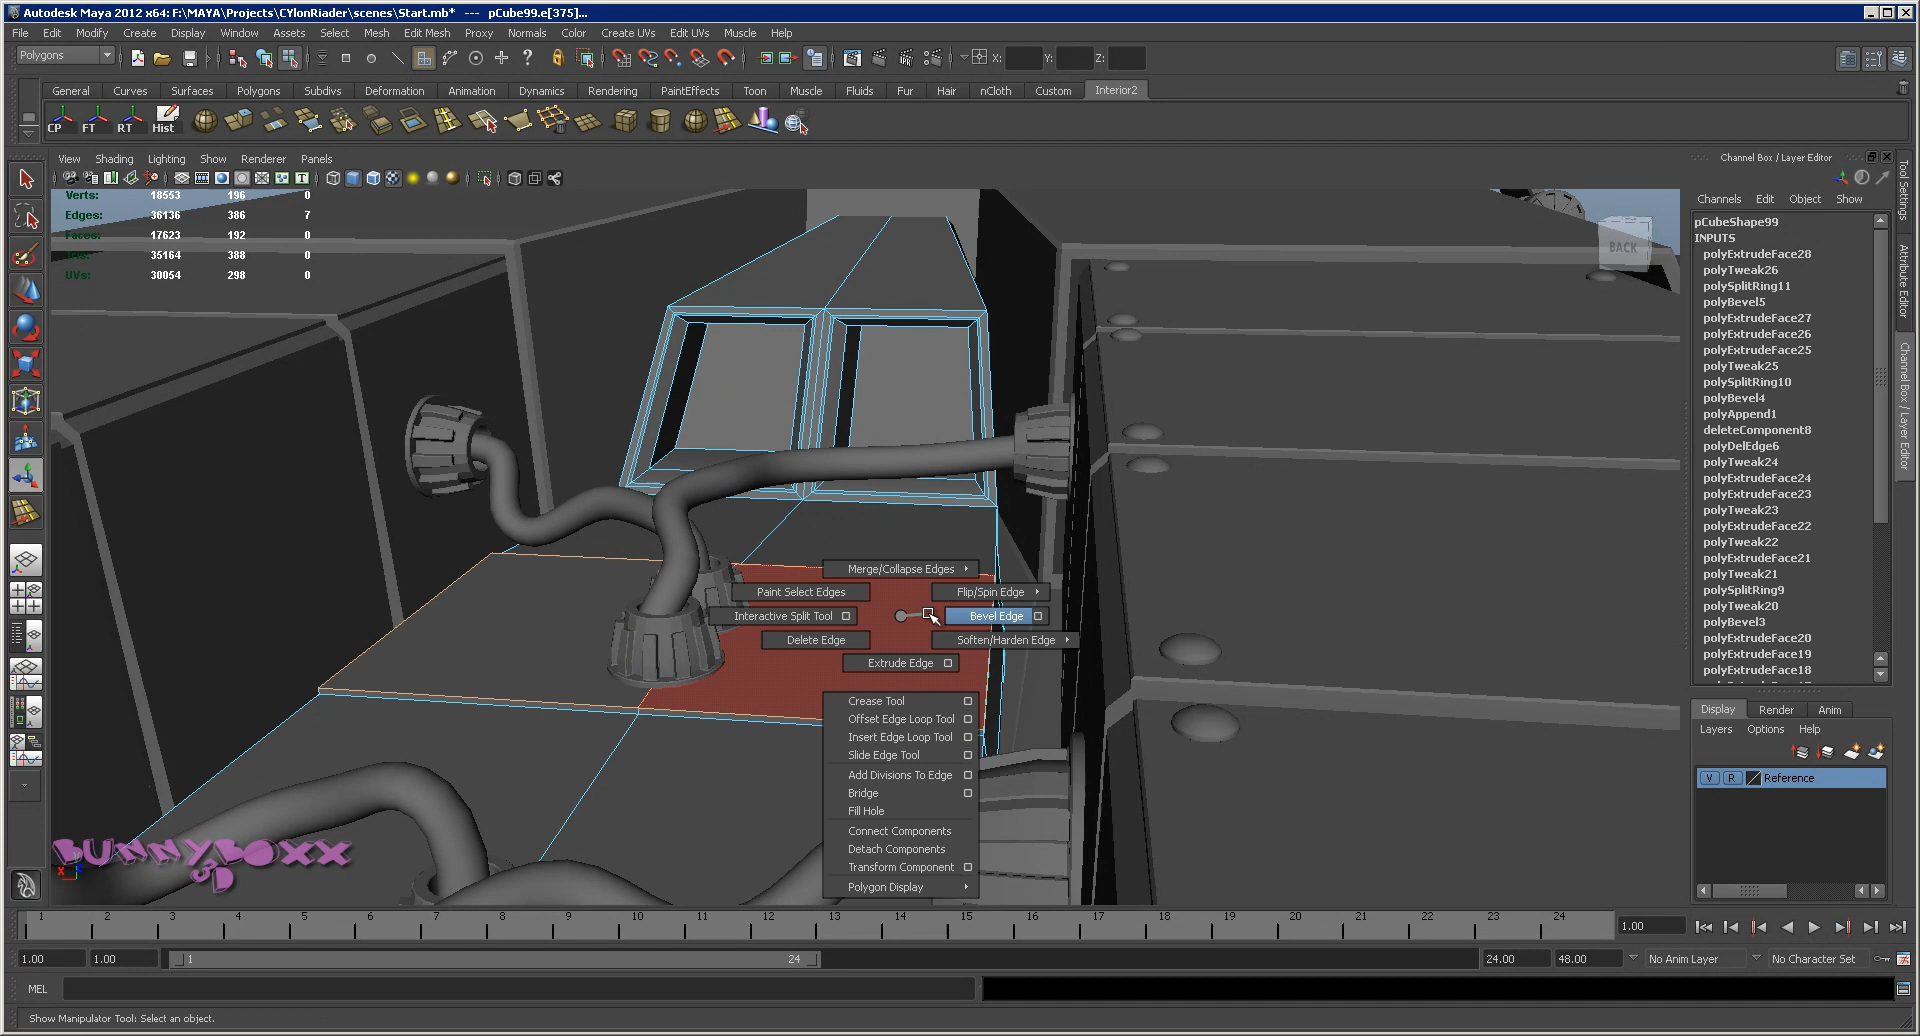 Autodesk Maya 2012 x64: F:\MAYA\Projects\CYlonRiader\scenes\Start.mb* --- pCube99.e[375]...
File Edit Modify Create Display Window Assets Select Mesh Edit Mesh Proxy Normals Color Create UVs Edit UVs Muscle Help
Polygons X: Y: Z:
General Curves Surfaces Polygons Subdivs Deformation Animation Dynamics Rendering PaintEffects Toon Muscle Fluids Fur Hair nCloth Custom Interior2
CP FT RT Hist
View Shading Lighting Show Renderer Panels
Verts: 18553 196 0
Edges: 36136 386 7
Faces: 17623 192 0
35164 388 0
UVs: 30054 298 0
BACK
Merge/Collapse Edges
Paint Select Edges Flip/Spin Edge
Interactive Split Tool Bevel Edge
Delete Edge Soften/Harden Edge
Extrude Edge
Crease Tool
Offset Edge Loop Tool
Insert Edge Loop Tool
Slide Edge Tool
Add Divisions To Edge
Bridge
Fill Hole
Connect Components
Detach Components
Transform Component
Polygon Display
BUNNYBOXX
3D
X
Channel Box / Layer Editor
Channels Edit Object Show
pCubeShape99
INPUTS
polyExtrudeFace28
polyTweak26
polySplitRing11
polyBevel5
polyExtrudeFace27
polyExtrudeFace26
polyExtrudeFace25
polyTweak25
polySplitRing10
polyBevel4
polyAppend1
deleteComponent8
polyDelEdge6
polyTweak24
polyExtrudeFace24
polyExtrudeFace23
polyTweak23
polyExtrudeFace22
polyTweak22
polyExtrudeFace21
polyTweak21
polySplitRing9
polyTweak20
polyBevel3
polyExtrudeFace20
polyExtrudeFace19
polyExtrudeFace18
Display Render Anim
Layers Options Help
V R Reference
Tool Settings
Attribute Editor
Channel Box / Layer Editor
1 2 3 4 5 6 7 8 9 10 11 12 13 14 15 16 17 18 19 20 21 22 23 24 1.00
1.00 1.00 1 24 24.00 48.00 No Anim Layer No Character Set
MEL
Show Manipulator Tool: Select an object.